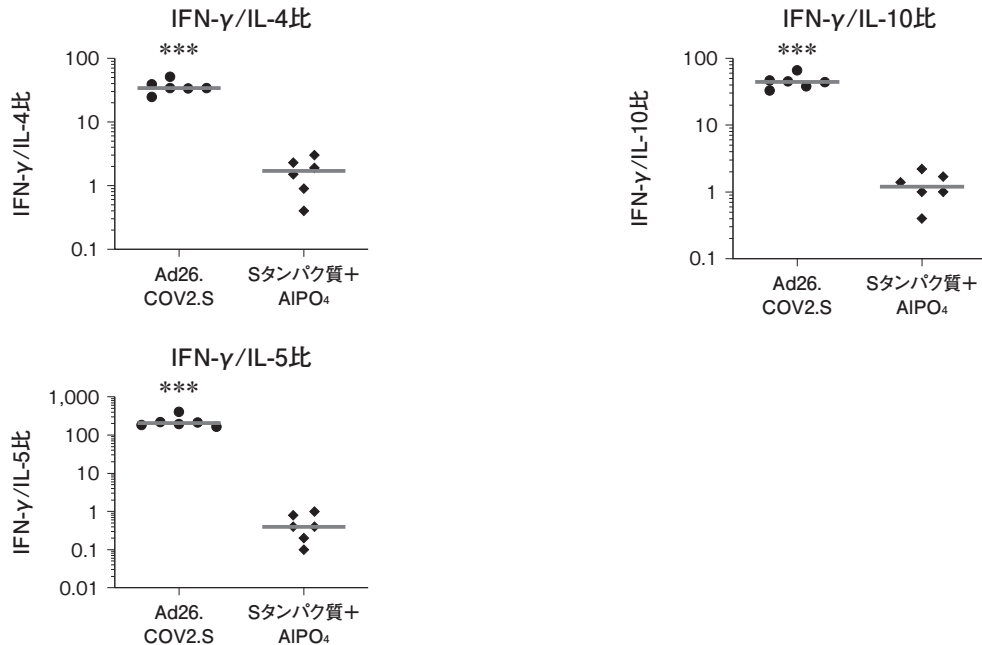 IFN-γ/IL-4比
***
IFN-γ/IL-4比
100
10
1
0.1
Ad26.
COV2.S
Sタンパク質＋
AlPO₄
IFN-γ/IL-10比
***
IFN-γ/IL-10比
100
10
1
0.1
Ad26.
COV2.S
Sタンパク質＋
AlPO₄
IFN-γ/IL-5比
***
IFN-γ/IL-5比
1,000
100
10
1
0.1
0.01
Ad26.
COV2.S
Sタンパク質＋
AlPO₄